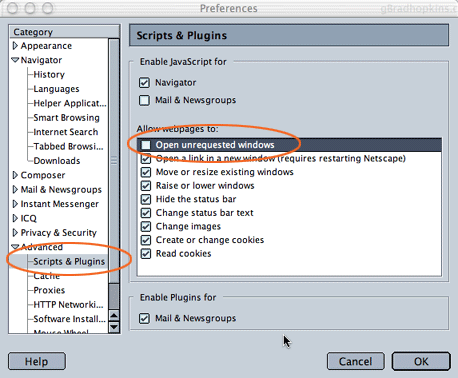 Preferences
gBradhopkins.c
Category
Appearance
Navigator
History
Languages
Helper Applicat...
Smart Browsing
Internet Search
Tabbed Browsi...
Downloads
Composer
Mail & Newsgroups
Instant Messenger
ICQ
Privacy & Security
Advanced
Scripts & Plugins
Cache
Proxies
HTTP Networki...
Software Install...
Mouse Wheel
Scripts & Plugins
Enable JavaScript for
Navigator
Mail & Newsgroups
Allow webpages to:
Open unrequested windows
Open a link in a new window (requires restarting Netscape)
Move or resize existing windows
Raise or lower windows
Hide the status bar
Change status bar text
Change images
Create or change cookies
Read cookies
Enable Plugins for
Mail & Newsgroups
Help
Cancel
OK